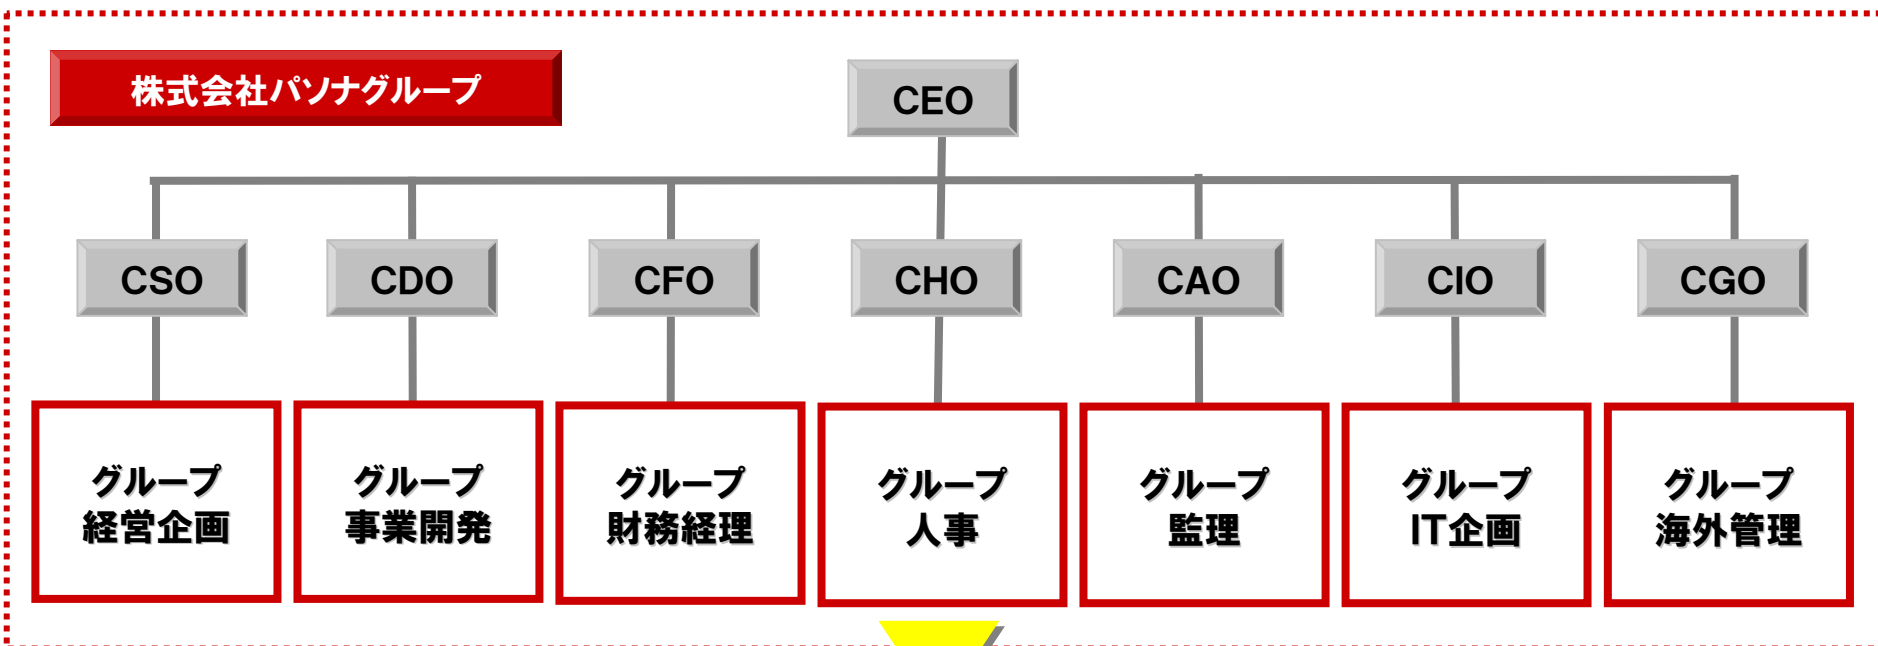 株式会社パソナグループ
CEO
CSO
CDO
CFO
CHO
CAO
CIO
CGO
グループ
経営企画
グループ
事業開発
グループ
財務経理
グループ
人事
グループ
監理
グループ
IT企画
グループ
海外管理